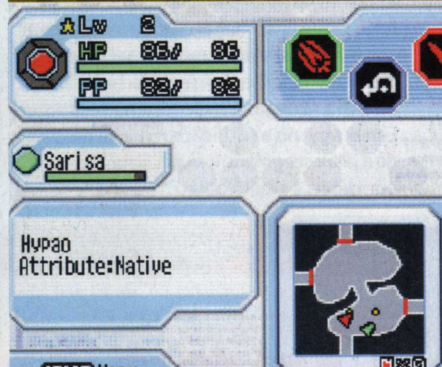 Lv 2
HP 86/ 86
PP 82/ 82
Sarisa
Hypao
Attribute:Native